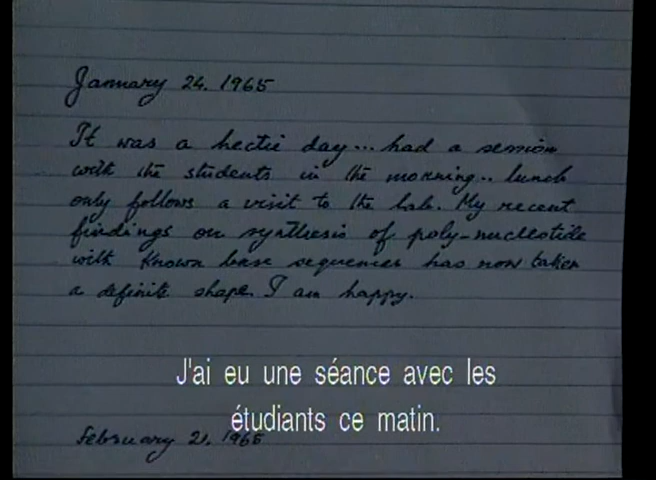 January 24. 1965
It was a hectic day... had a session
with the students in the morning.. lunch
only follows a visit to the lab. My recent
findings on synthesis of poly-nucleotide
with known base sequences has now taken
a definite shape. I am happy.
J'ai eu une séance avec les
étudiants ce matin.
February 21, 1965